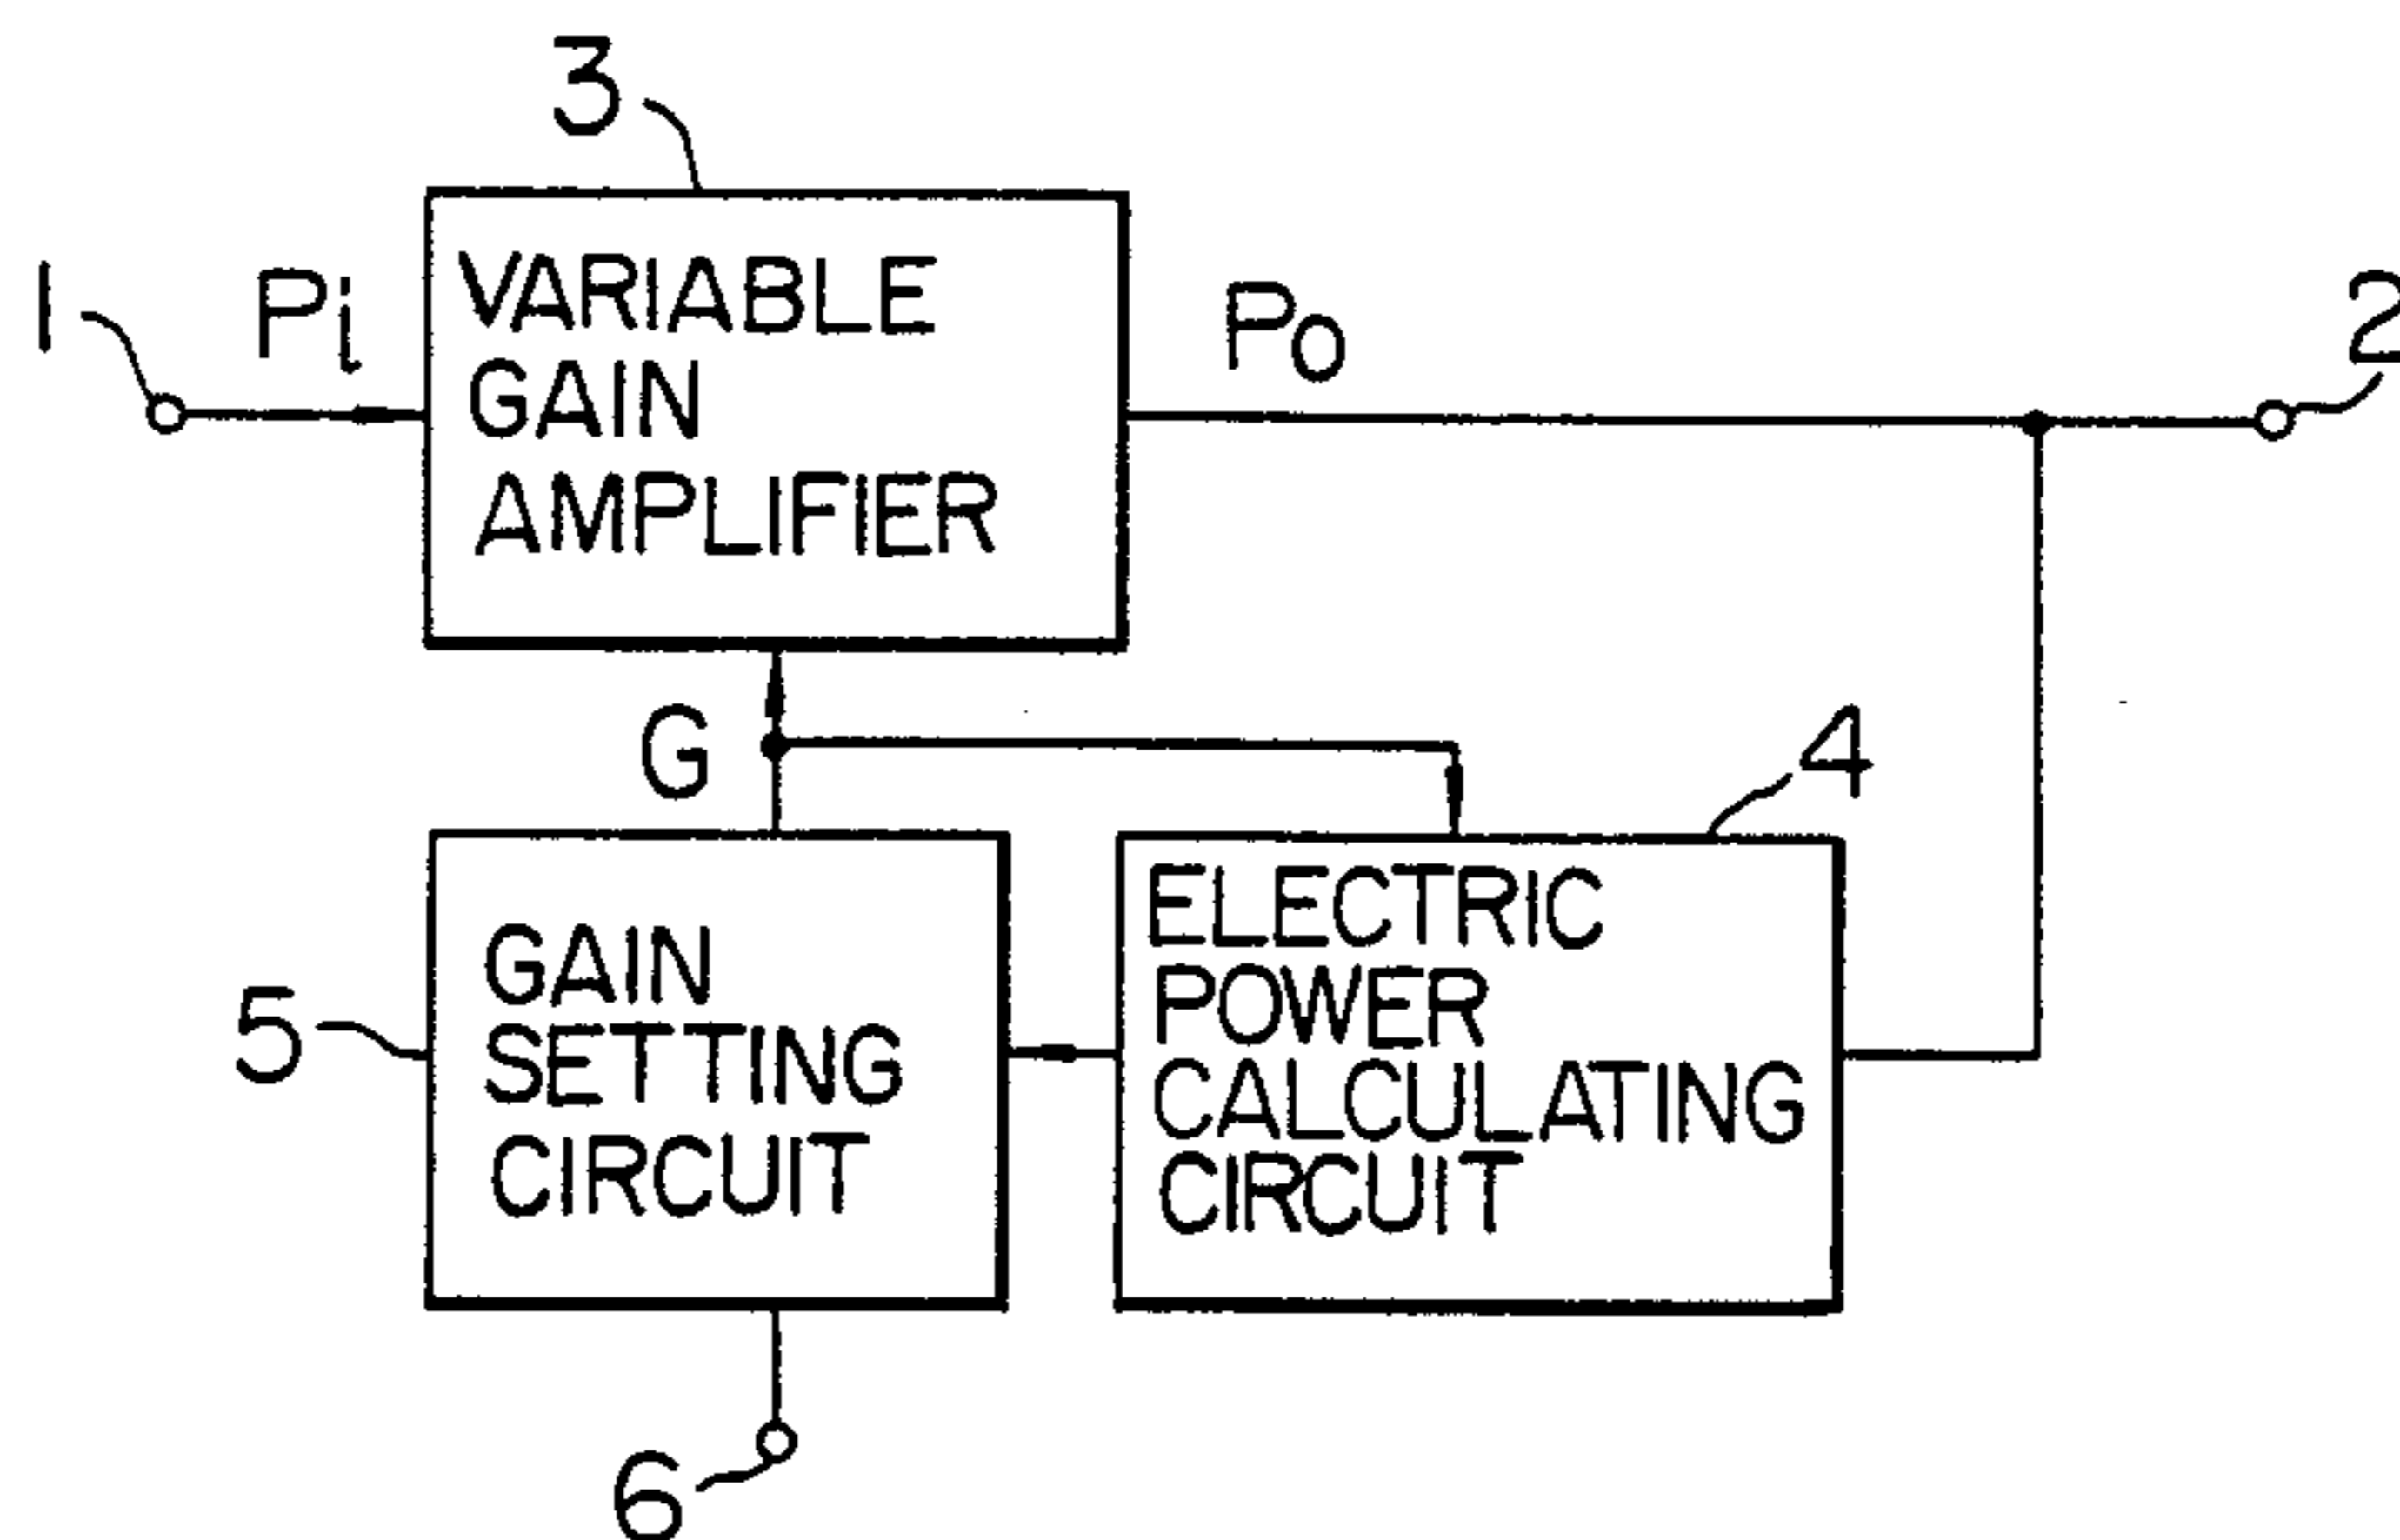 3
1
Pi
VARIABLE
GAIN
AMPLIFIER
Po
2
G
4
5
GAIN
SETTING
CIRCUIT
ELECTRIC
POWER
CALCULATING
CIRCUIT
6